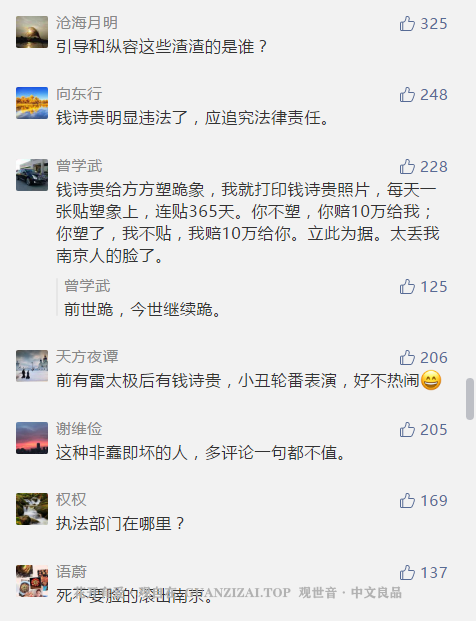 沧海月明 325
引导和纵容这些渣渣的是谁？
向东行 248
钱诗贵明显违法了，应追究法律责任。
曾学武 228
钱诗贵给方方塑跪象，我就打印钱诗贵照片，每天一
张贴塑象上，连贴365天。你不塑，你赔10万给我；
你塑了，我不贴，我赔10万给你。立此为据。太丢我
南京人的脸了。
曾学武 125
前世跪，今世继续跪。
天方夜谭 206
前有雷太极后有钱诗贵，小丑轮番表演，好不热闹😄
谢维俭 205
这种非蠢即坏的人，多评论一句都不值。
权权 169
执法部门在哪里？
语蔚 137
死不要脸的滚出南京。
GUANZIZAI.TOP 观世音·中文良品